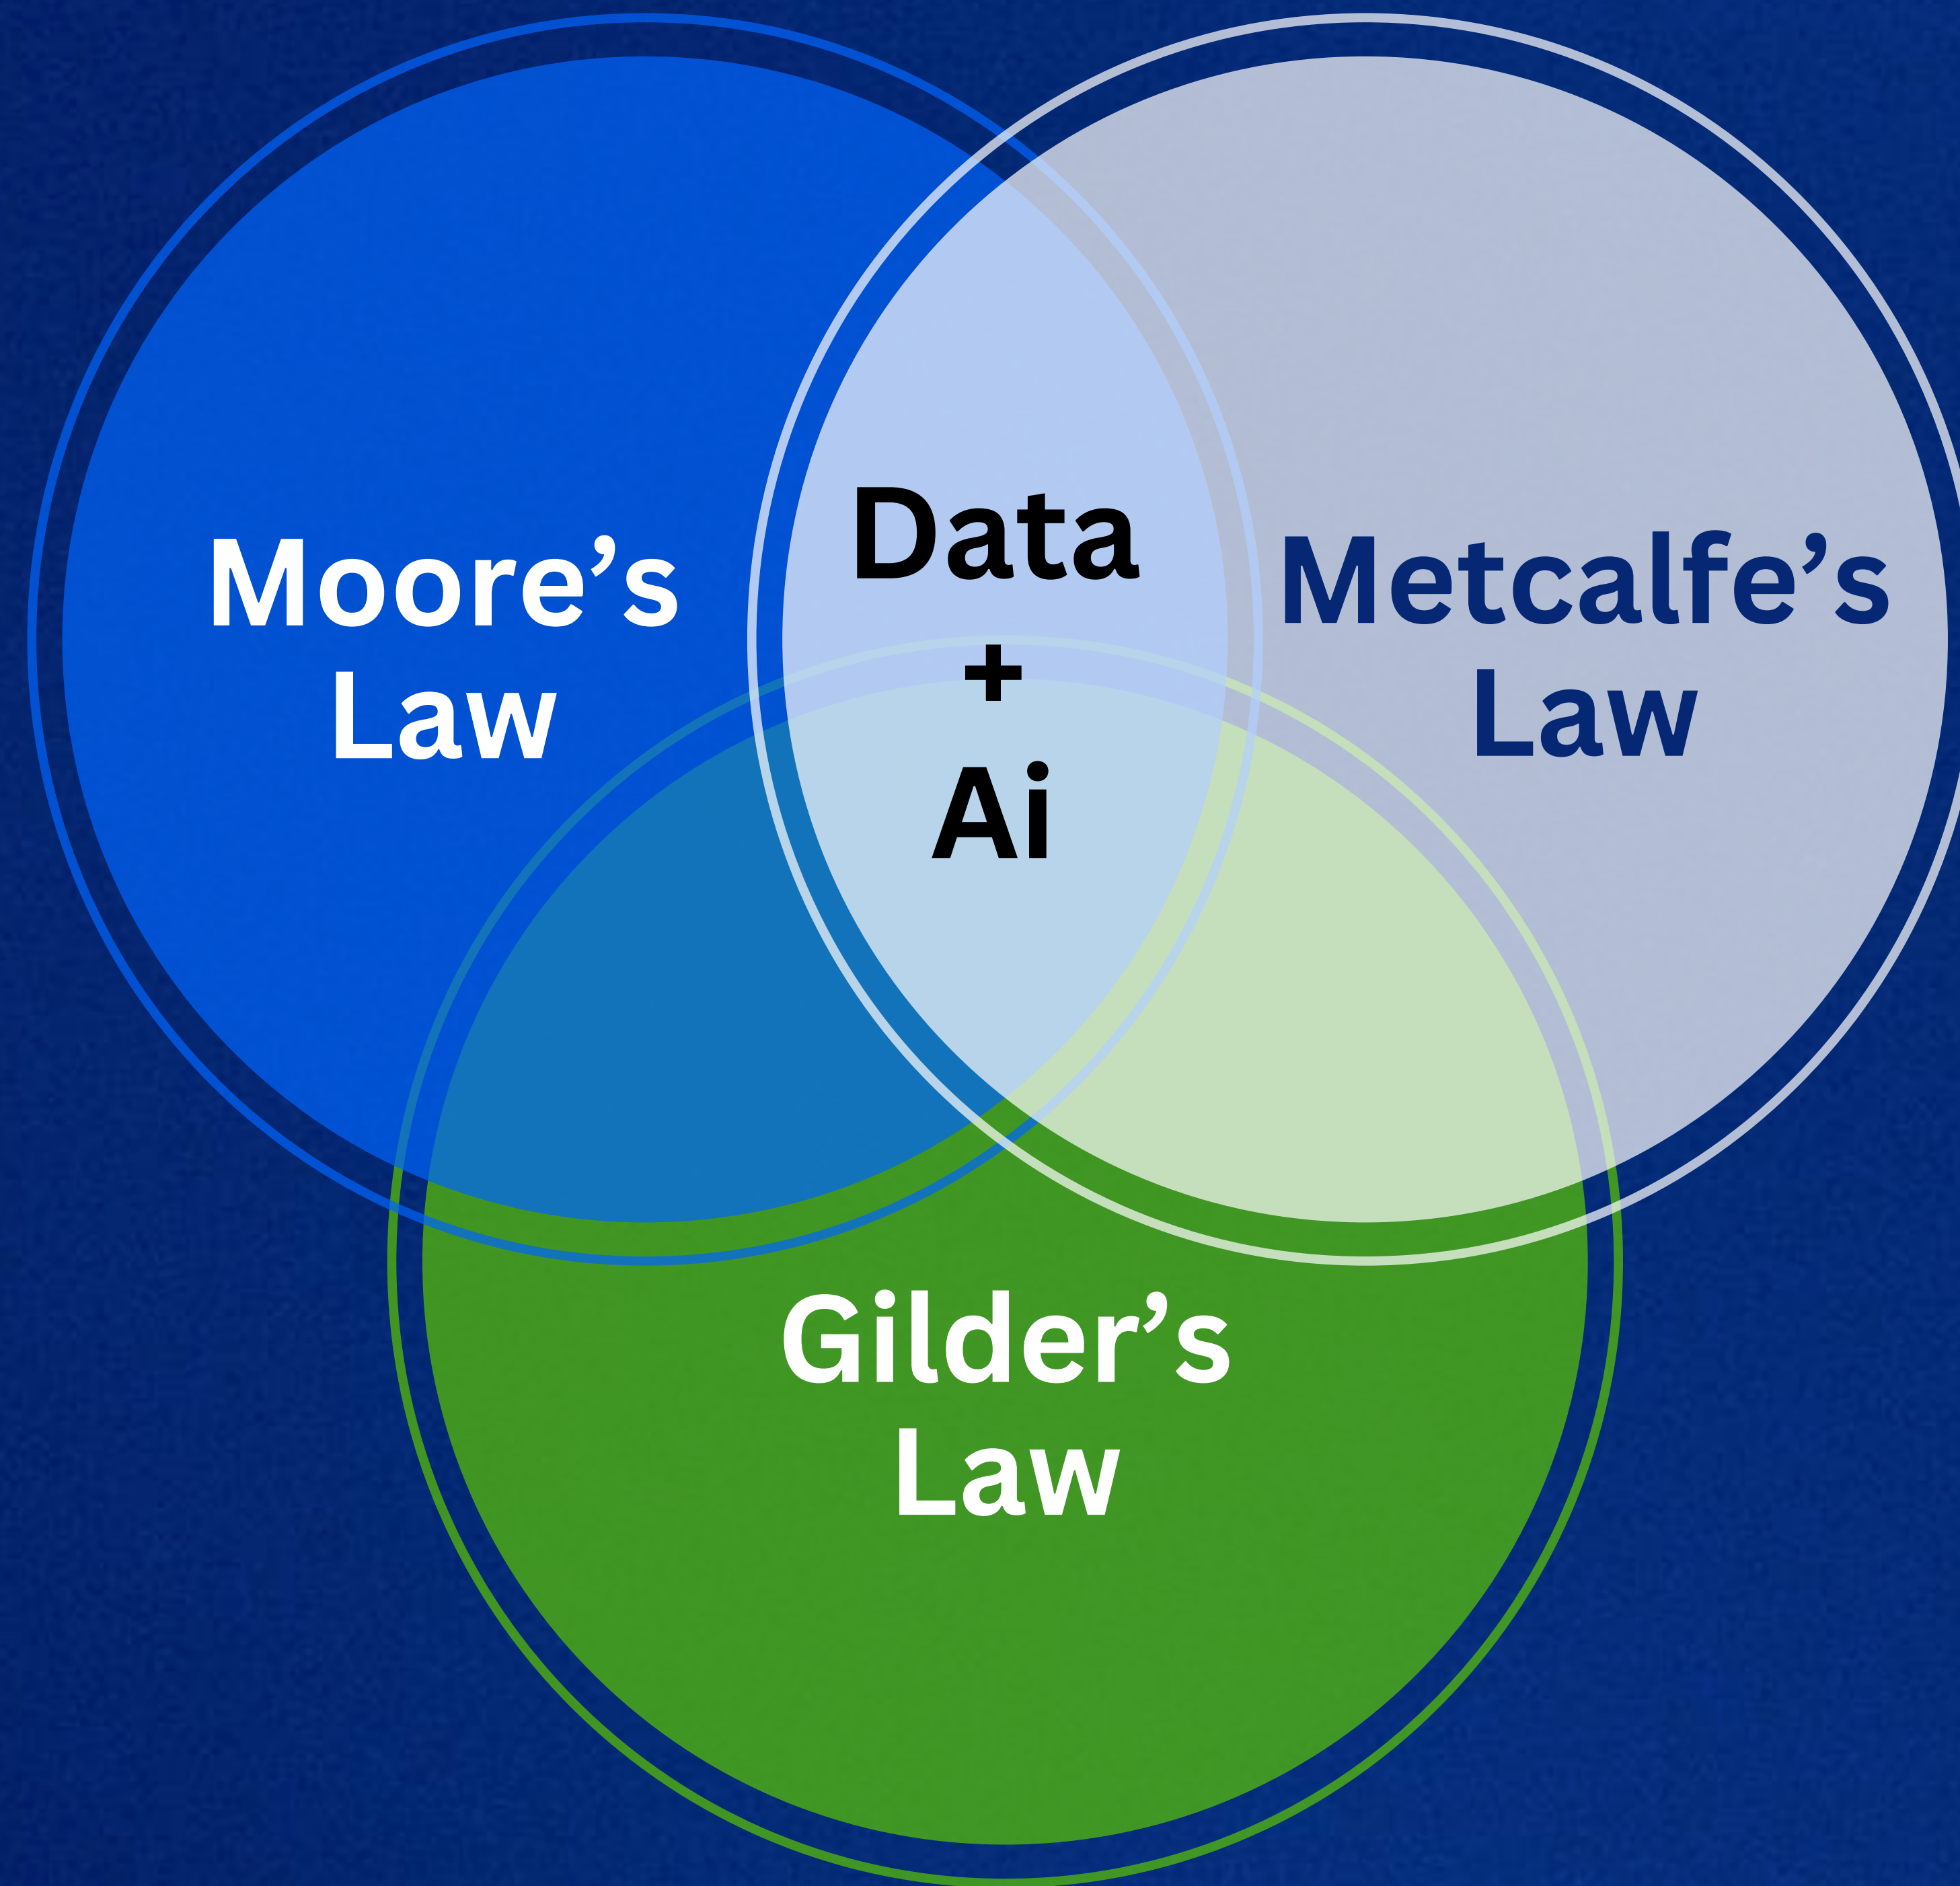 Moore’s
Law
Data
+
Ai
Metcalfe’s
Law
Gilder’s
Law